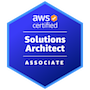 aws
certified
Solutions
Architect
ASSOCIATE